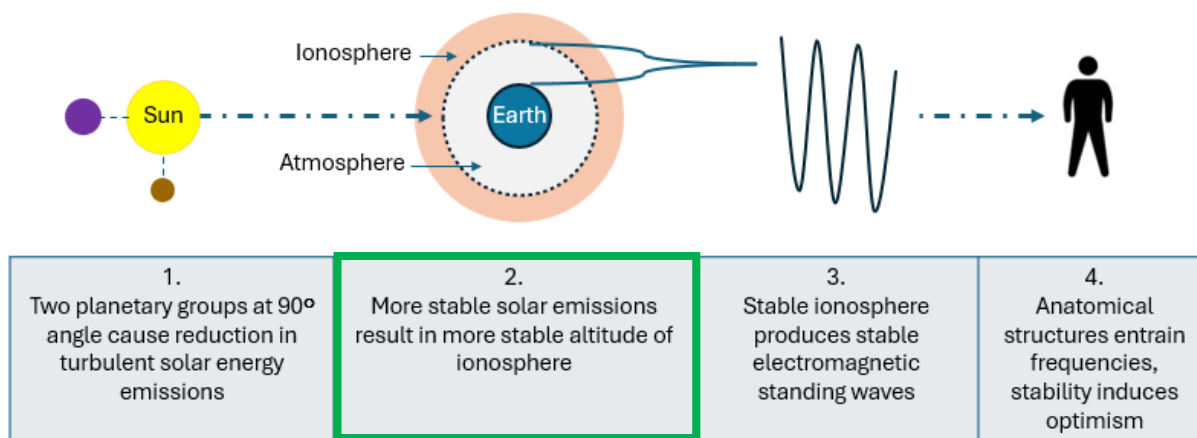 Ionosphere
Sun
Earth
Atmosphere
1.
Two planetary groups at 90º
angle cause reduction in
turbulent solar energy
emissions
2.
More stable solar emissions
result in more stable altitude of
ionosphere
3.
Stable ionosphere
produces stable
electromagnetic
standing waves
4.
Anatomical
structures entrain
frequencies,
stability induces
optimism